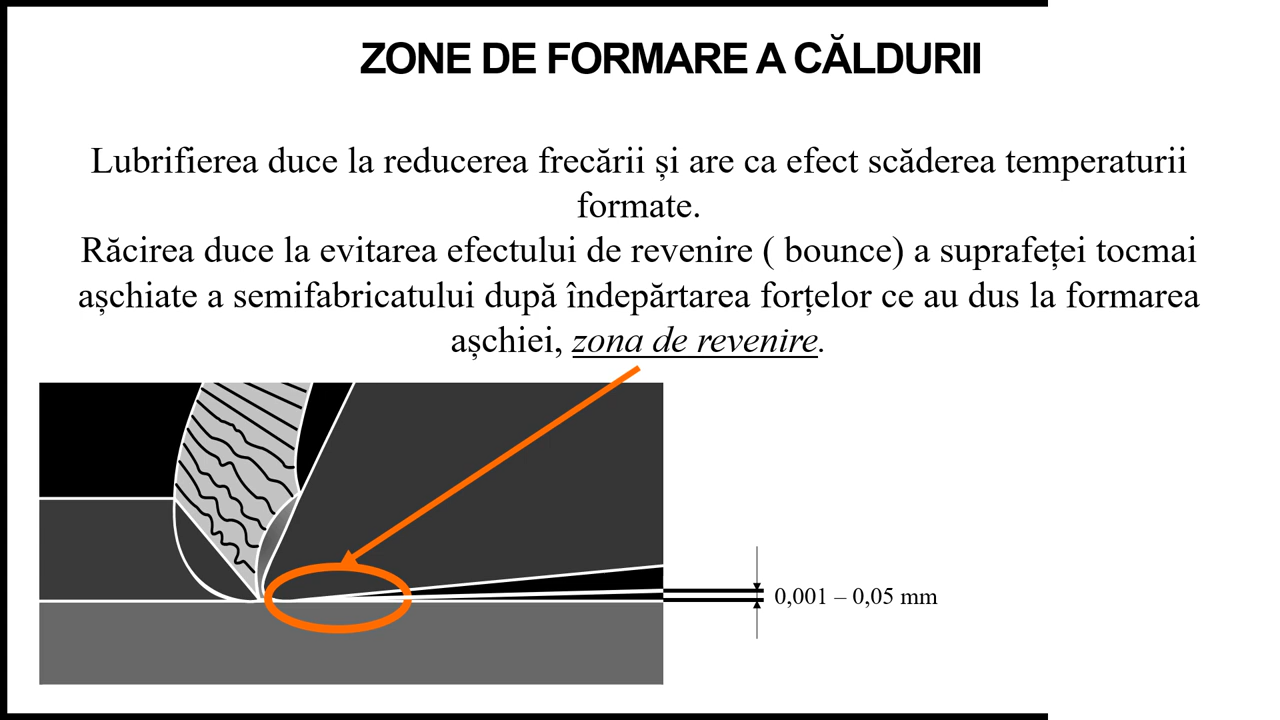 ZONE DE FORMARE A CĂLDURII
Lubrifierea duce la reducerea frecării și are ca efect scăderea temperaturii
formate.
Răcirea duce la evitarea efectului de revenire ( bounce) a suprafeței tocmai
așchiate a semifabricatului după îndepărtarea forțelor ce au dus la formarea
așchiei, zona de revenire.
0,001 – 0,05 mm